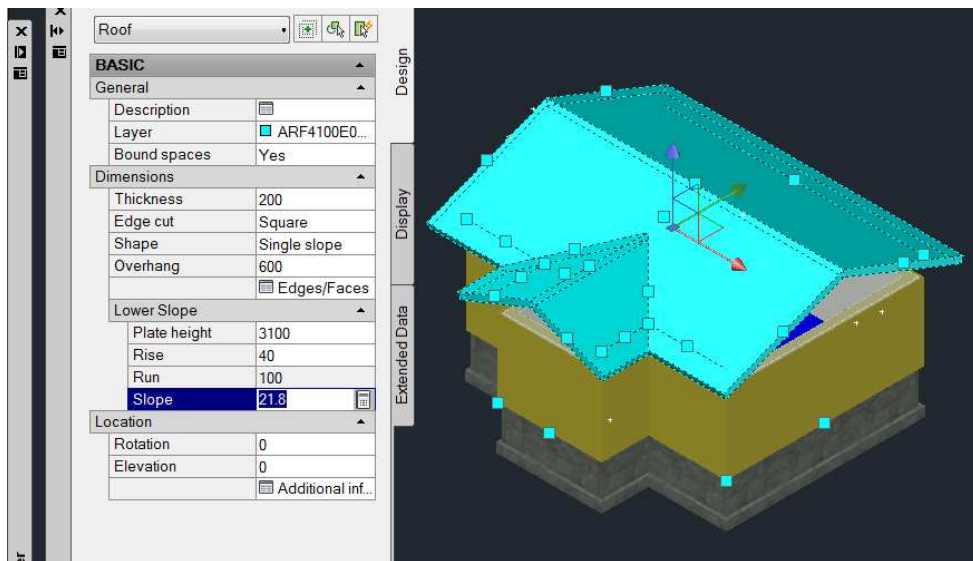 Roof
BASIC
General
Description
Layer ARF4100E0...
Bound spaces Yes
Dimensions
Thickness 200
Edge cut Square
Shape Single slope
Overhang 600
Edges/Faces
Lower Slope
Plate height 3100
Rise 40
Run 100
Slope 21.8
Location
Rotation 0
Elevation 0
Additional inf...
Design
Display
Extended Data